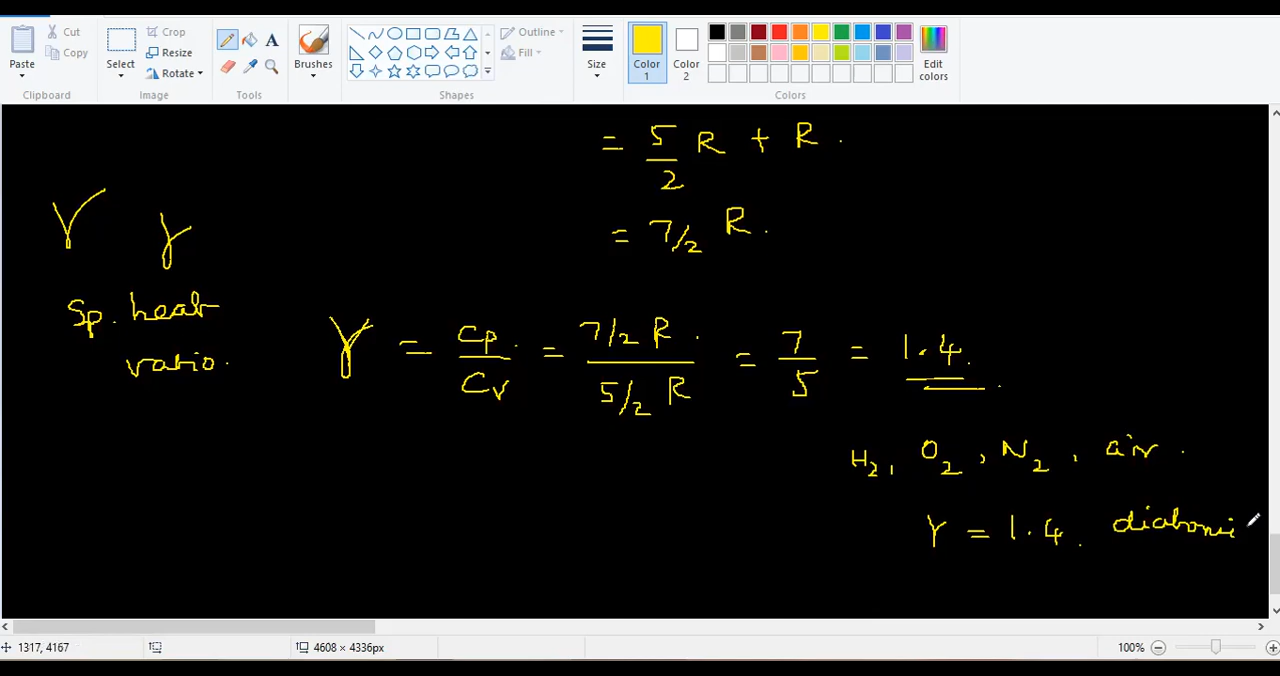 Cut
Copy
Paste
Clipboard
Select
Crop
Resize
Rotate
Image
Tools
Brushes
Outline
Fill
Shapes
Size
Color 1
Color 2
Edit colors
Colors
= 5/2 R + R.
= 7/2 R.
γ γ
Sp. heat
ratio.
γ = Cp/Cv = 7/2 R / 5/2 R = 7/5 = 1.4.
H2, O2, N2, air.
γ = 1.4. diatomi
1317, 4167
4608 × 4336px
100%